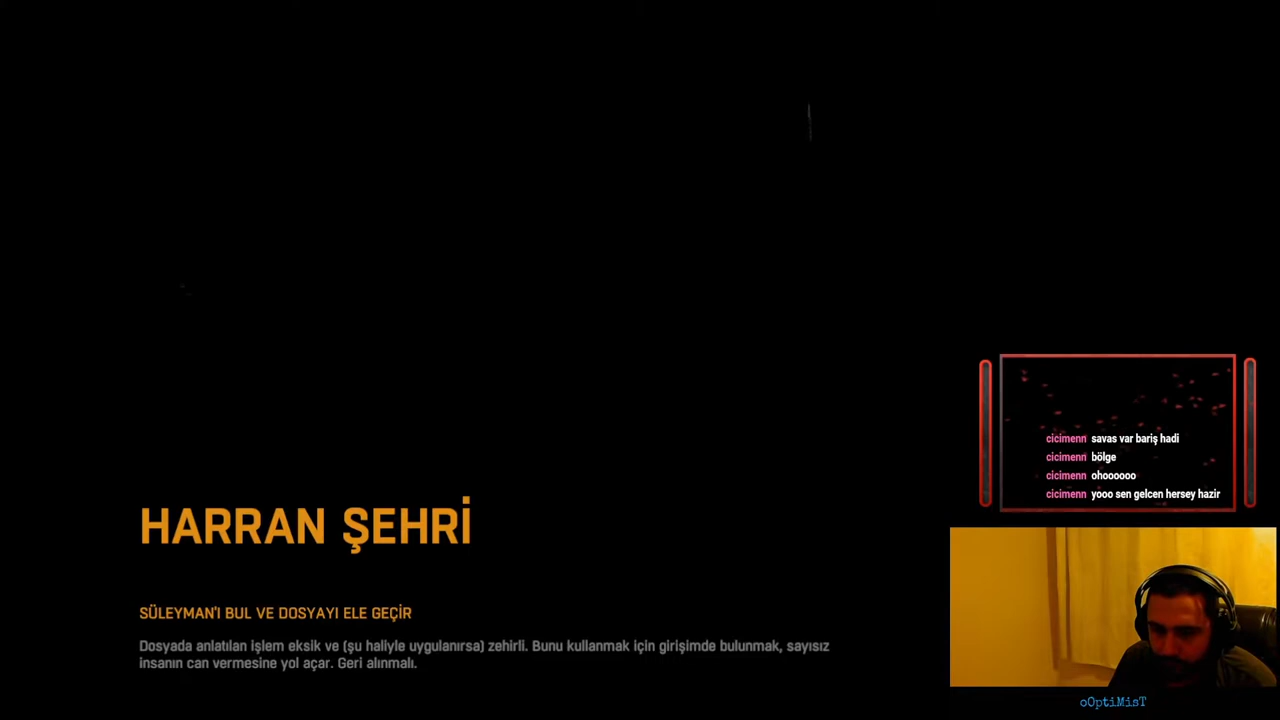 HARRAN ŞEHRİ
SÜLEYMAN'I BUL VE DOSYAYI ELE GEÇİR
Dosyada anlatılan işlem eksik ve (şu haliyle uygulanırsa) zehirli. Bunu kullanmak için girişimde bulunmak, sayısız
insanın can vermesine yol açar. Geri alınmalı.
cicimenn savas var bariş hadi
cicimenn bölge
cicimenn ohoooooo
cicimenn yooo sen gelcen hersey hazir
oOptiMisT